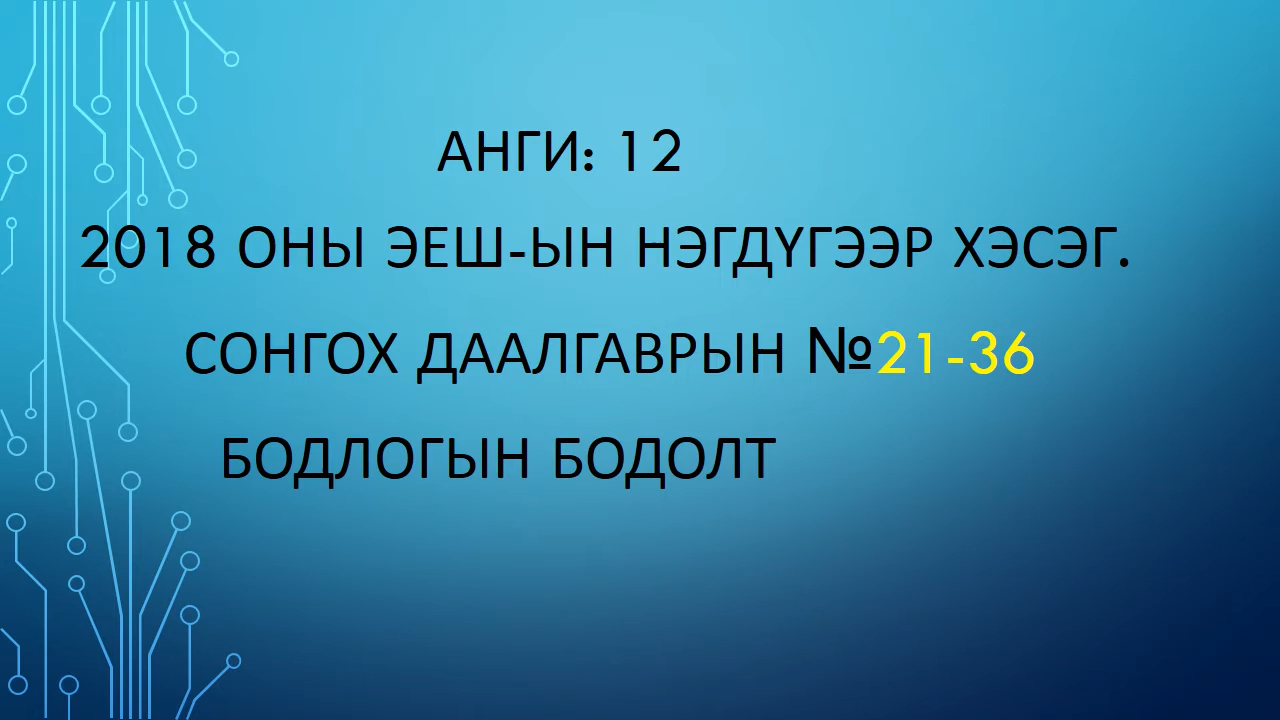 АНГИ: 12
2018 ОНЫ ЭЕШ-ЫН НЭГДҮГЭЭР ХЭСЭГ.
СОНГОХ ДААЛГАВРЫН №21-36
БОДЛОГЫН БОДОЛТ